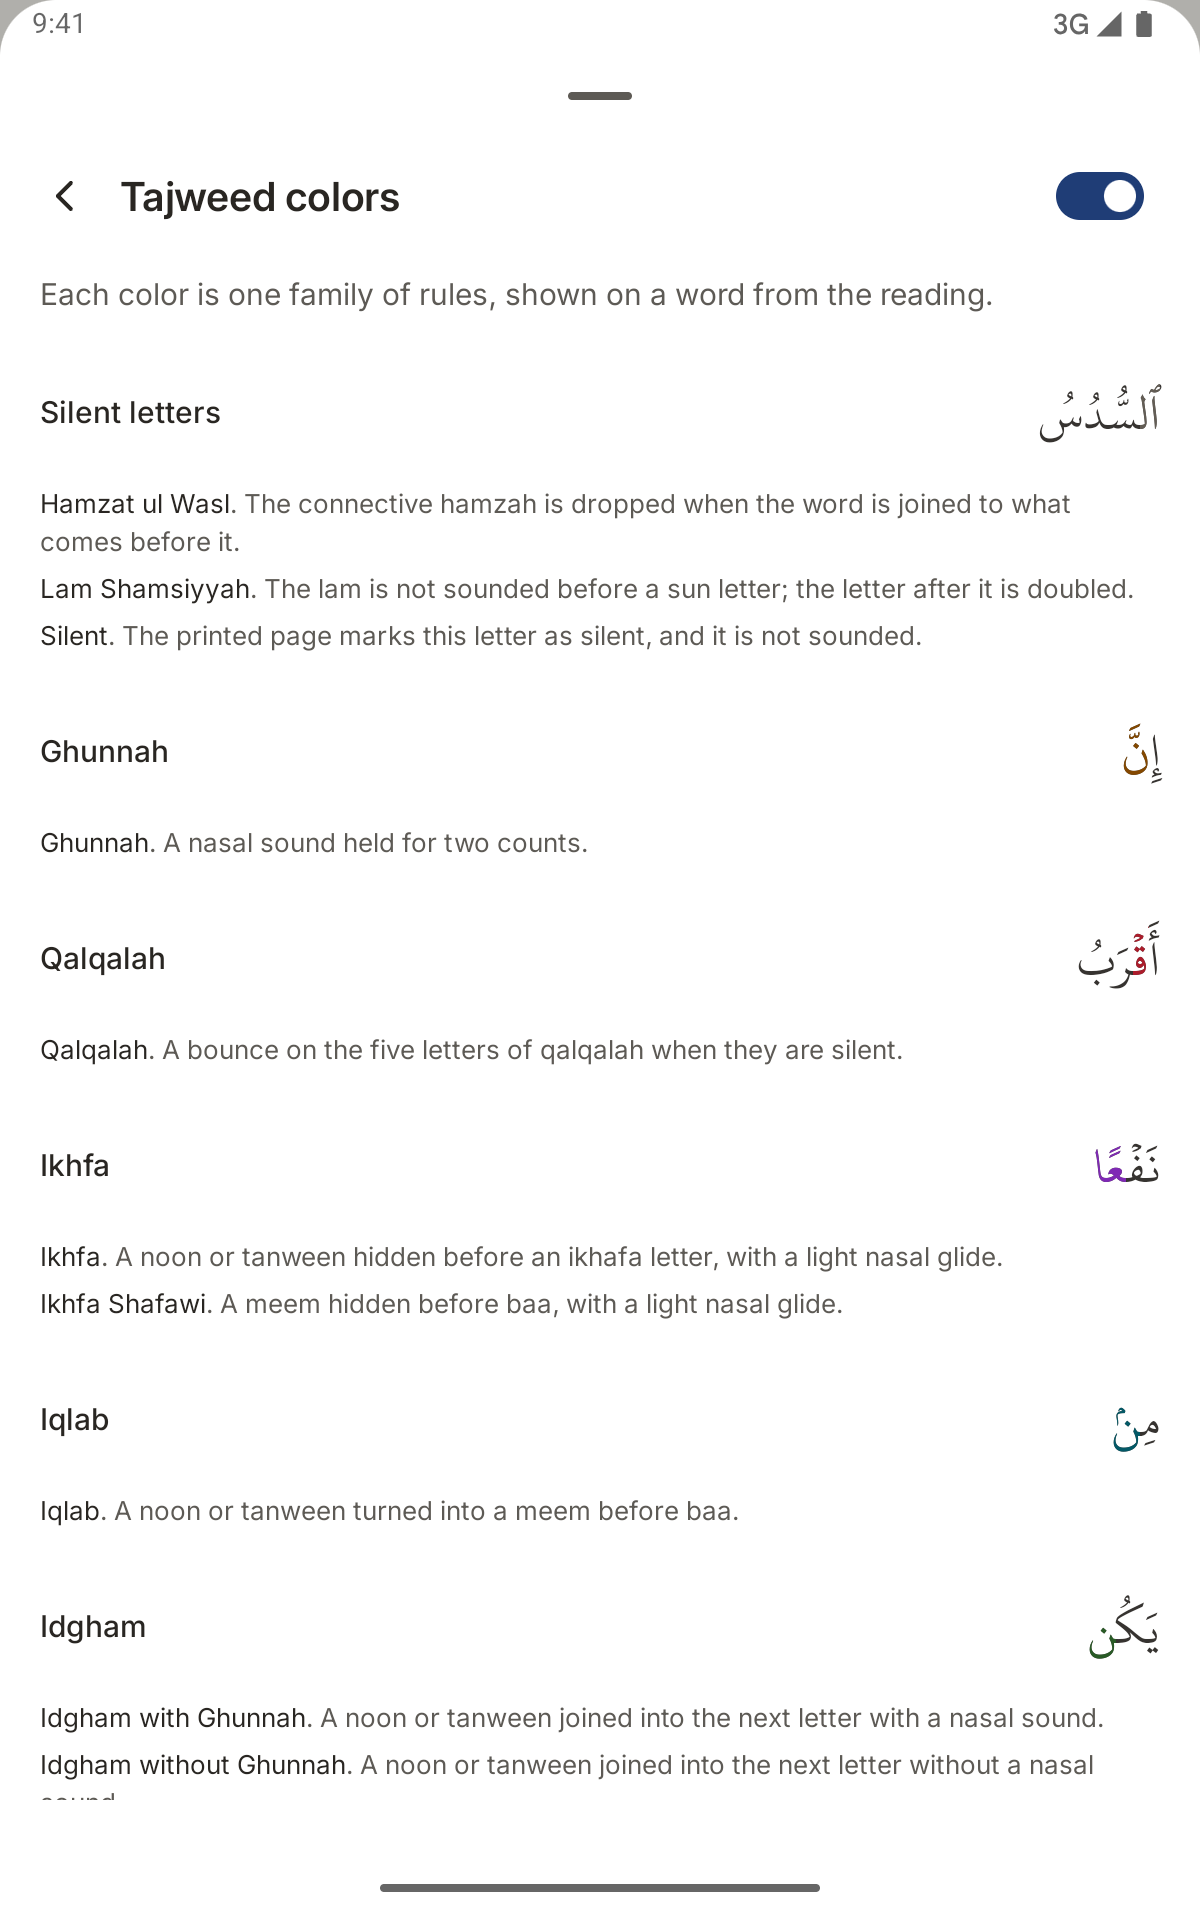 9:41
3G
Tajweed colors
Each color is one family of rules, shown on a word from the reading.
Silent letters
ٱلسُّدُسُ
Hamzat ul Wasl. The connective hamzah is dropped when the word is joined to what
comes before it.
Lam Shamsiyyah. The lam is not sounded before a sun letter; the letter after it is doubled.
Silent. The printed page marks this letter as silent, and it is not sounded.
Ghunnah
إِنَّ
Ghunnah. A nasal sound held for two counts.
Qalqalah
أَقۡرَبُ
Qalqalah. A bounce on the five letters of qalqalah when they are silent.
Ikhfa
نَفۡعًا
Ikhfa. A noon or tanween hidden before an ikhafa letter, with a light nasal glide.
Ikhfa Shafawi. A meem hidden before baa, with a light nasal glide.
Iqlab
مِنۢ
Iqlab. A noon or tanween turned into a meem before baa.
Idgham
يَكُن
Idgham with Ghunnah. A noon or tanween joined into the next letter with a nasal sound.
Idgham without Ghunnah. A noon or tanween joined into the next letter without a nasal